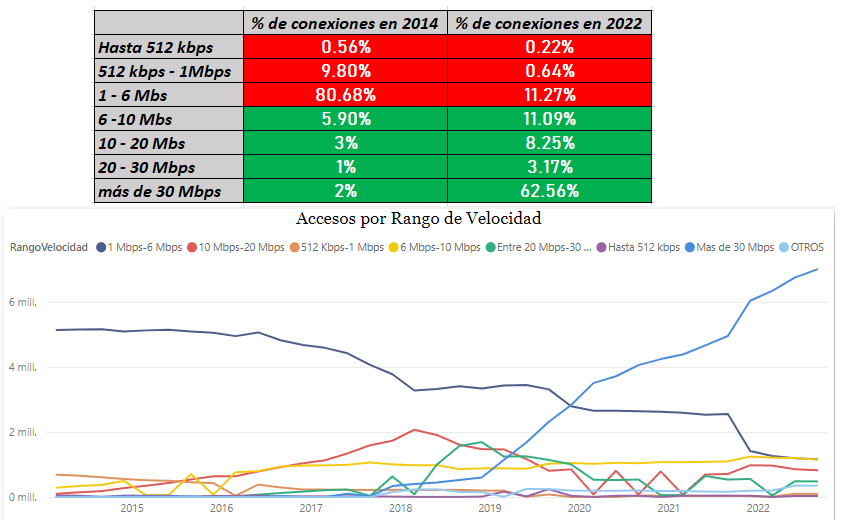 % de conexiones en 2014 % de conexiones en 2022
Hasta 512 kbps 0.56% 0.22%
512 kbps - 1Mbps 9.80% 0.64%
1 - 6 Mbs 80.68% 11.27%
6 -10 Mbs 5.90% 11.09%
10 - 20 Mbs 3% 8.25%
20 - 30 Mbps 1% 3.17%
más de 30 Mbps 2% 62.56%
Accesos por Rango de Velocidad
RangoVelocidad 1 Mbps-6 Mbps 10 Mbps-20 Mbps 512 Kbps-1 Mbps 6 Mbps-10 Mbps Entre 20 Mbps-30 ... Hasta 512 kbps Mas de 30 Mbps OTROS
6 mill.
4 mill.
2 mill.
0 mill.
2015 2016 2017 2018 2019 2020 2021 2022